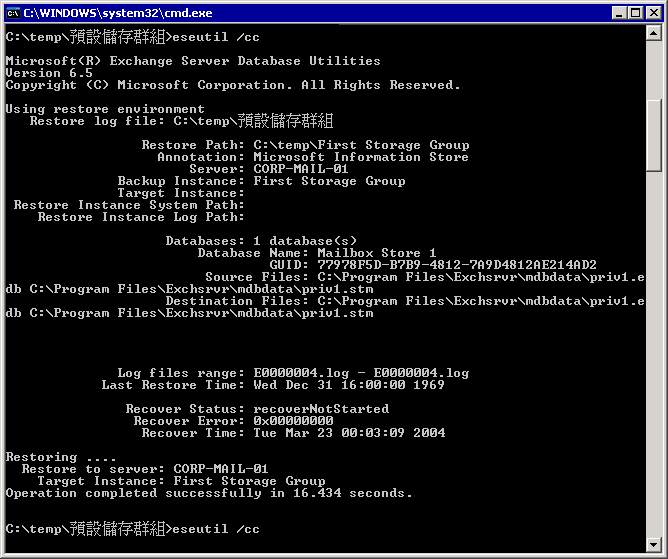 C:\WINDOWS\system32\cmd.exe
C:\temp\預設儲存群組>eseutil /cc
Microsoft(R) Exchange Server Database Utilities
Version 6.5
Copyright (C) Microsoft Corporation. All Rights Reserved.
Using restore environment
Restore log file: C:\temp\預設儲存群組
Restore Path: C:\temp\First Storage Group
Annotation: Microsoft Information Store
Server: CORP-MAIL-01
Backup Instance: First Storage Group
Target Instance:
Restore Instance System Path:
Restore Instance Log Path:
Databases: 1 database(s)
Database Name: Mailbox Store 1
GUID: 77978F5D-B7B9-4812-7A9D4812AE214AD2
Source Files: C:\Program Files\Exchsrvr\mdbdata\priv1.e
db C:\Program Files\Exchsrvr\mdbdata\priv1.stm
Destination Files: C:\Program Files\Exchsrvr\mdbdata\priv1.e
db C:\Program Files\Exchsrvr\mdbdata\priv1.stm
Log files range: E0000004.log - E0000004.log
Last Restore Time: Wed Dec 31 16:00:00 1969
Recover Status: recoverNotStarted
Recover Error: 0x00000000
Recover Time: Tue Mar 23 00:03:09 2004
Restoring ....
Restore to server: CORP-MAIL-01
Target Instance: First Storage Group
Operation completed successfully in 16.434 seconds.
C:\temp\預設儲存群組>eseutil /cc